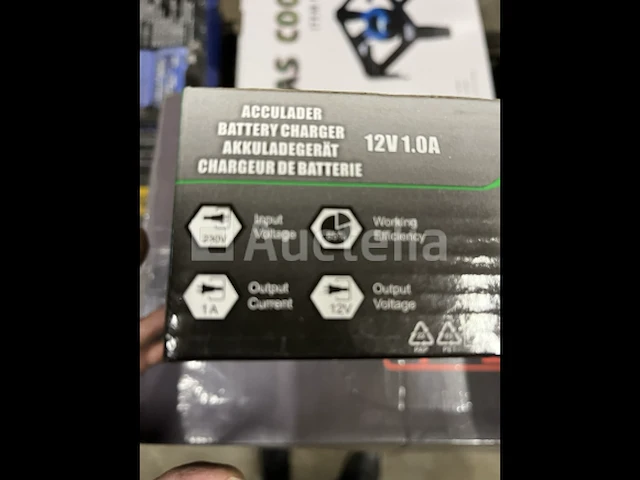 AS COO
ACCULADER
BATTERY CHARGER
AKKULADEGERÄT
CHARGEUR DE BATTERIE
12V 1.0A
Input
Voltage
230V
Working
Efficiency
Output
Current
1A
Output
Voltage
12V
Auctelia
PAP